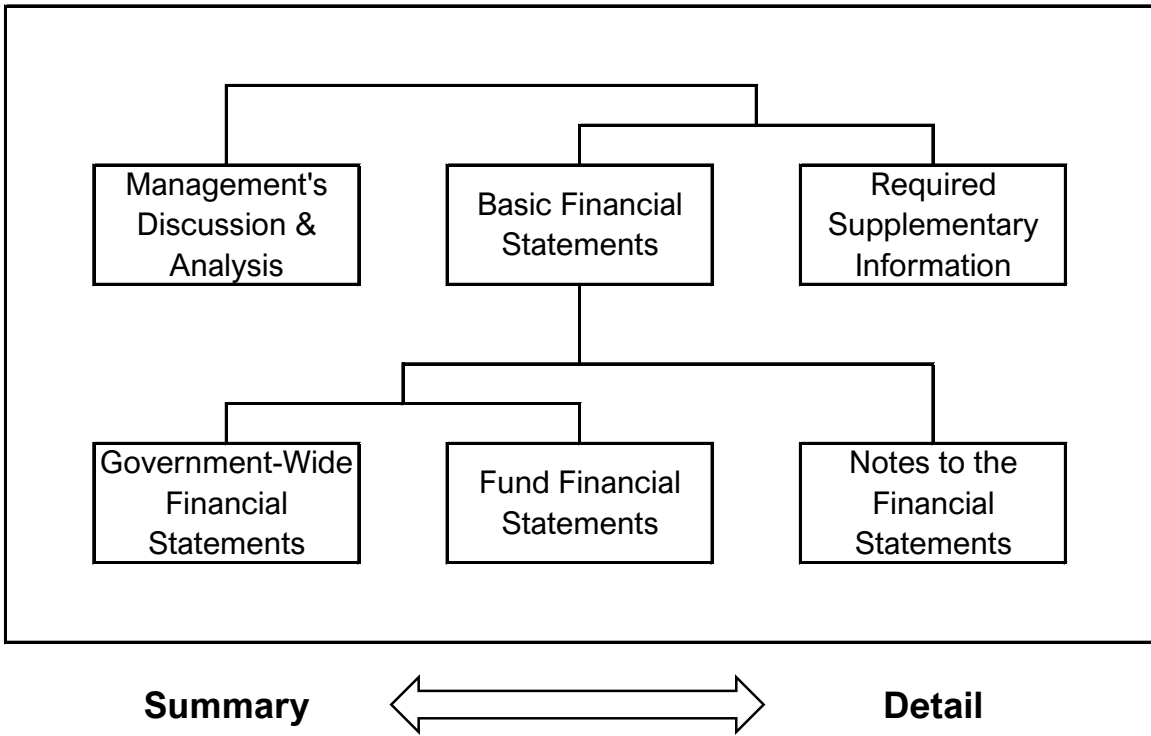 Management's
Discussion &
Analysis
Basic Financial
Statements
Required
Supplementary
Information
Government-Wide
Financial
Statements
Fund Financial
Statements
Notes to the
Financial
Statements
Summary
Detail